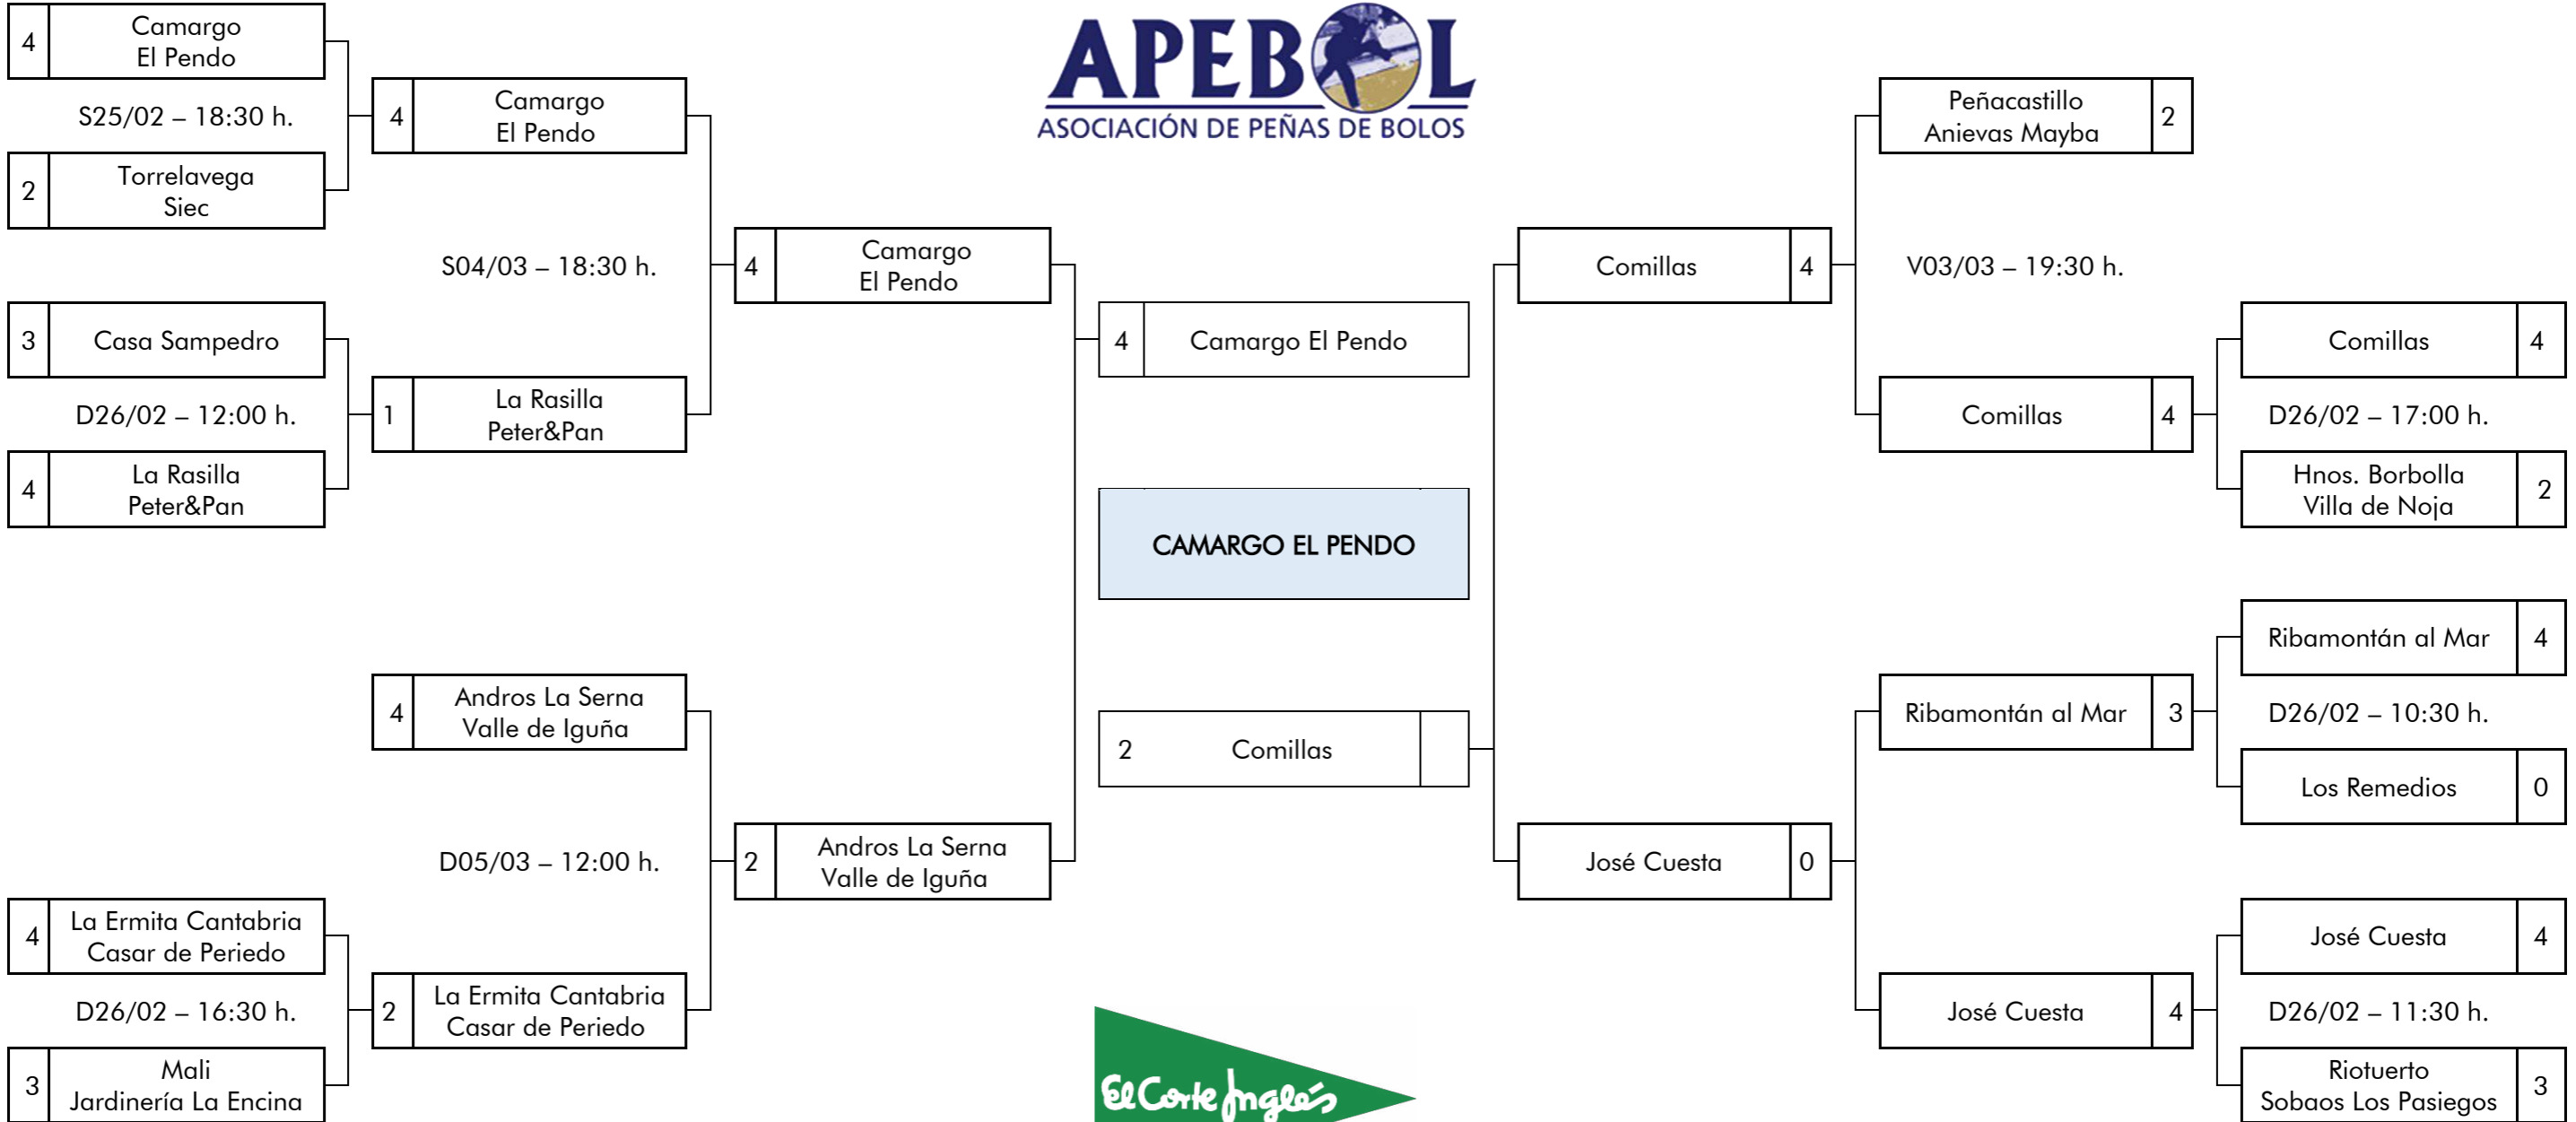 APEBOL
ASOCIACIÓN DE PEÑAS DE BOLOS
4 Camargo
El Pendo
S25/02 – 18:30 h.
2 Torrelavega
Siec
3 Casa Sampedro
D26/02 – 12:00 h.
4 La Rasilla
Peter&Pan
4 La Ermita Cantabria
Casar de Periedo
D26/02 – 16:30 h.
3 Mali
Jardinería La Encina
4 Camargo
El Pendo
S04/03 – 18:30 h.
1 La Rasilla
Peter&Pan
4 Andros La Serna
Valle de Iguña
D05/03 – 12:00 h.
2 La Ermita Cantabria
Casar de Periedo
4 Camargo
El Pendo
2 Andros La Serna
Valle de Iguña
4 Camargo El Pendo
CAMARGO EL PENDO
2 Comillas
El Corte Inglés
Comillas 4
José Cuesta 0
Peñacastillo
Anievas Mayba 2
V03/03 – 19:30 h.
Comillas 4
Ribamontán al Mar 3
José Cuesta 4
Comillas 4
D26/02 – 17:00 h.
Hnos. Borbolla
Villa de Noja 2
Ribamontán al Mar 4
D26/02 – 10:30 h.
Los Remedios 0
José Cuesta 4
D26/02 – 11:30 h.
Riotuerto
Sobaos Los Pasiegos 3